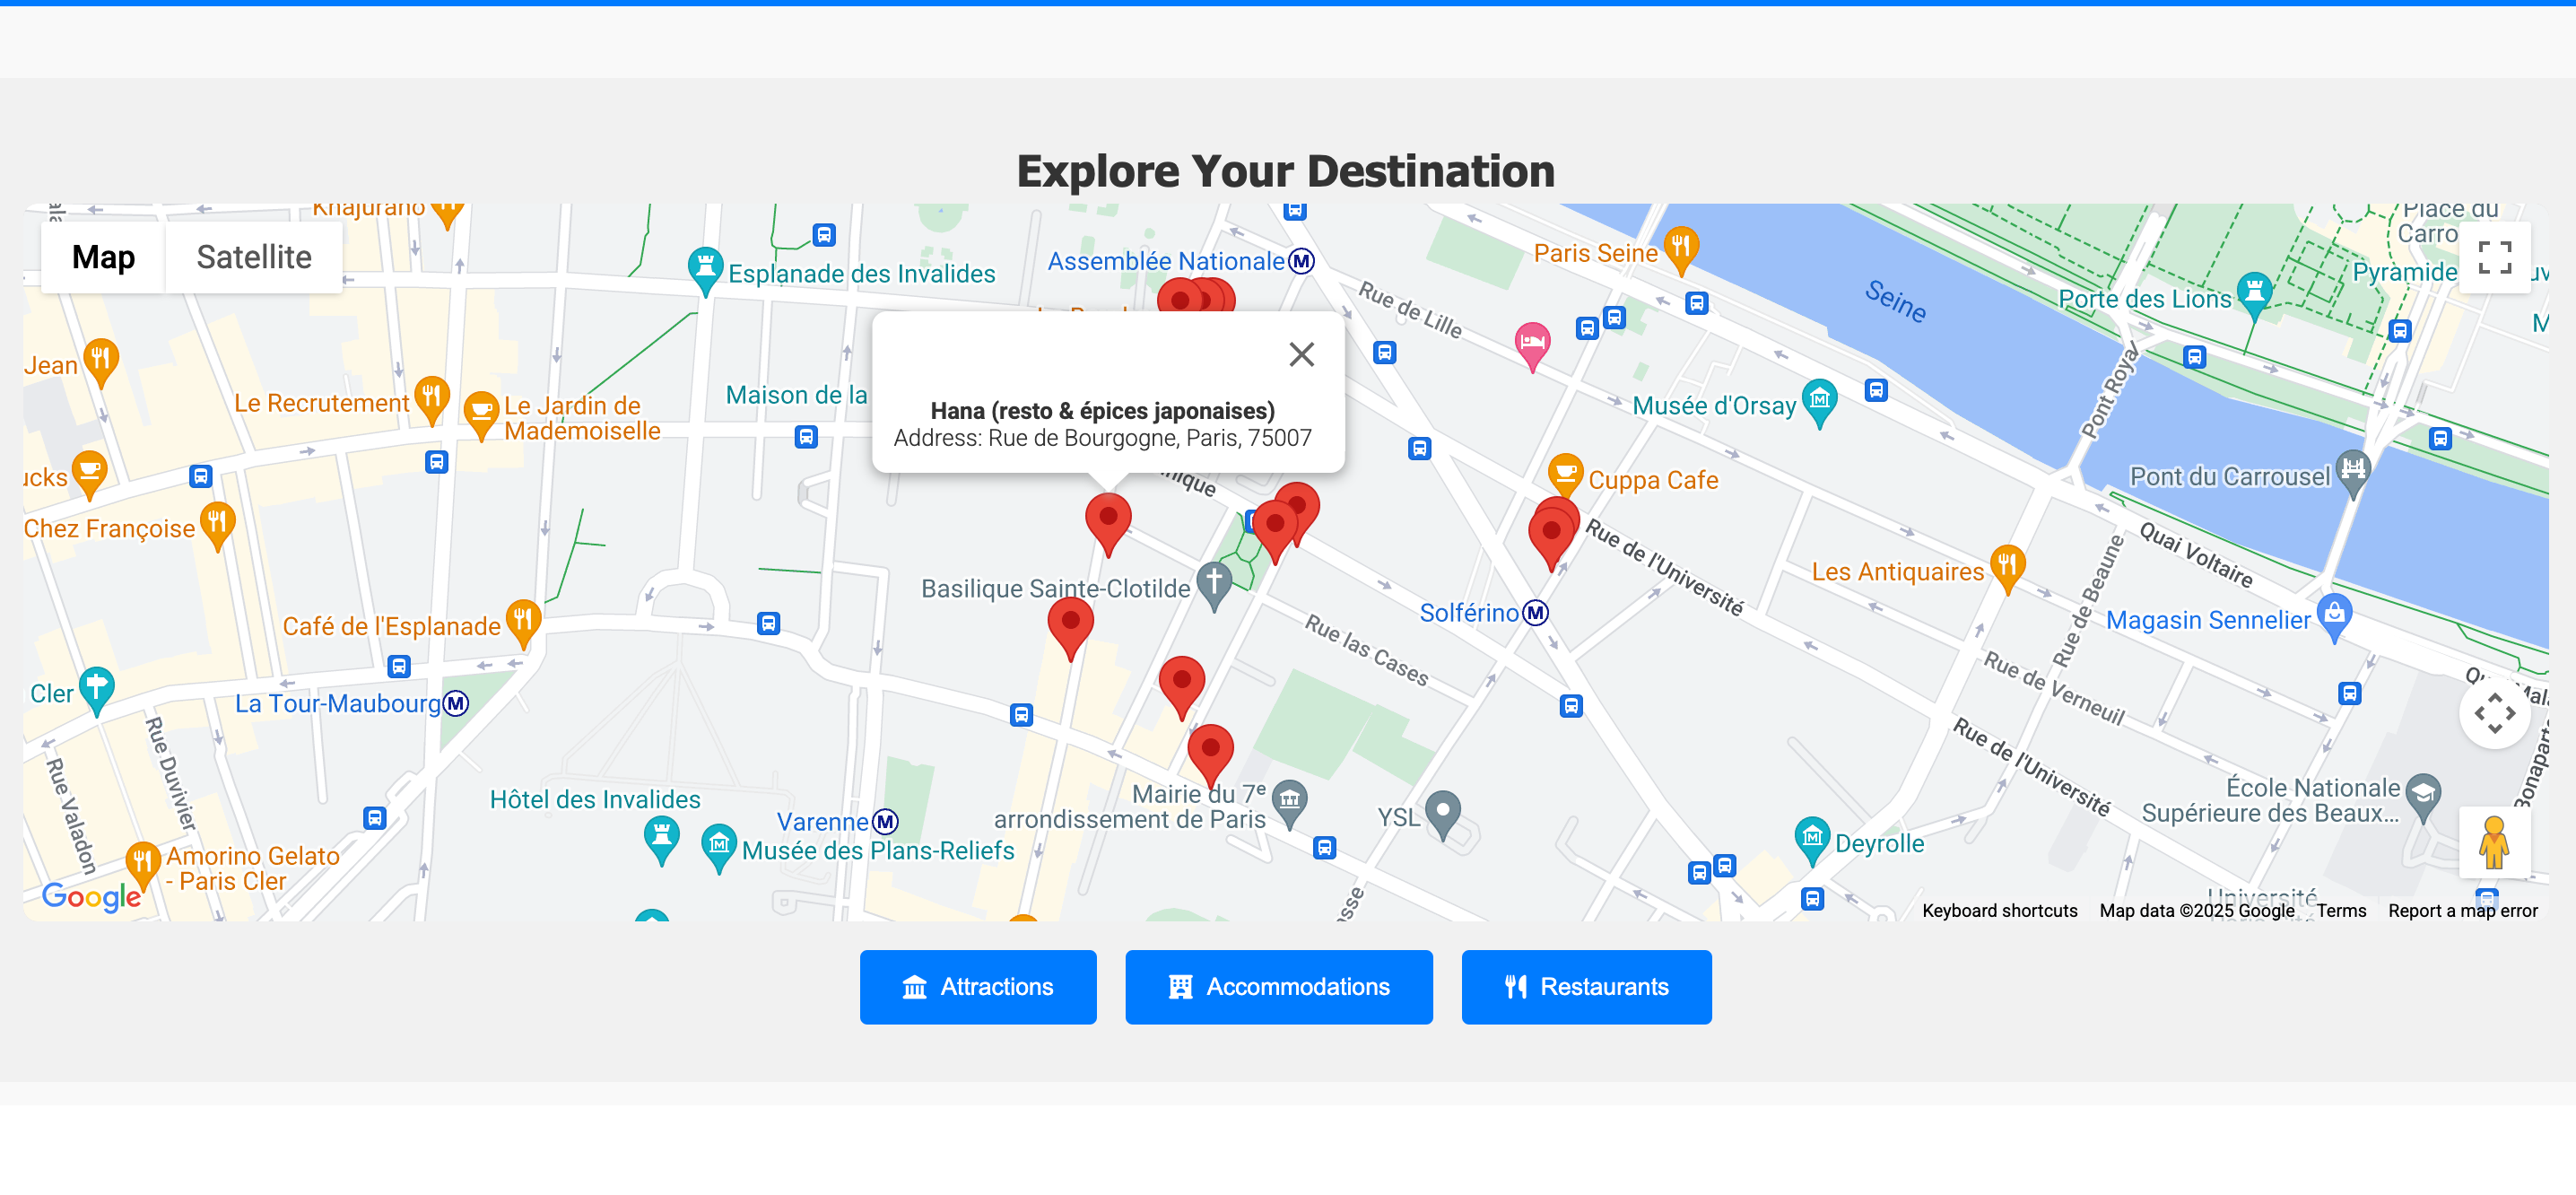 Explore Your Destination
Map
Satellite
Khajuraho
Esplanade des Invalides
Assemblée Nationale
Paris Seine
Rue de Lille
Seine
Porte des Lions
Place du
Pyramide
Jean
Le Recrutement
Le Jardin de
Mademoiselle
Maison de la
Hana (resto & épices japonaises)
Address: Rue de Bourgogne, Paris, 75007
Musée d'Orsay
Pont Roya
Cuppa Cafe
Pont du Carrousel
Chez Françoise
Basilique Sainte-Clotilde
Rue de l'Université
Quai Voltaire
Les Antiquaires
Rue de Beaune
Café de l'Esplanade
Solférino
Rue las Cases
Magasin Sennelier
Cler
La Tour-Maubourg
Rue de Verneuil
Rue Duvivier
Rue Valadon
Rue de l'Université
Hôtel des Invalides
Varenne
Musée des Plans-Reliefs
Mairie du 7e
arrondissement de Paris
YSL
Deyrolle
École Nationale
Supérieure des Beaux...
Bonapart
Amorino Gelato
- Paris Cler
Google
Université
Keyboard shortcuts
Map data ©2025 Google
Terms
Report a map error
Attractions
Accommodations
Restaurants